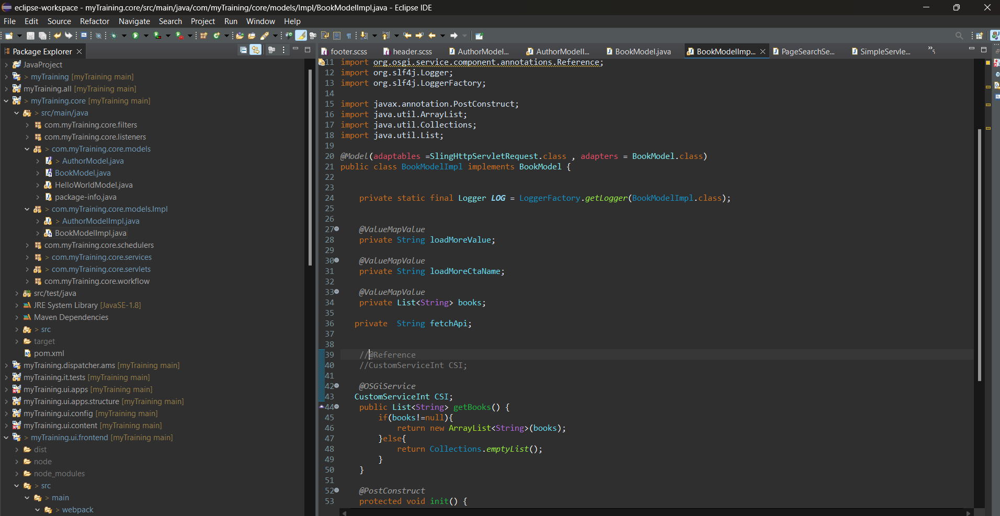 eclipse-workspace - myTraining.core/src/main/java/com/myTraining/core/models/Impl/BookModelImpl.java - Eclipse IDE
File Edit Source Refactor Navigate Search Project Run Window Help
Package Explorer
JavaProject
> myTraining [myTraining main]
myTraining.all [myTraining main]
> myTraining.core [myTraining main]
> src/main/java
com.myTraining.core.filters
com.myTraining.core.listeners
> com.myTraining.core.models
> AuthorModel.java
BookModel.java
HelloWorldModel.java
package-info.java
> com.myTraining.core.models.Impl
> AuthorModelImpl.java
BookModelImpl.java
com.myTraining.core.schedulers
> com.myTraining.core.services
> com.myTraining.core.servlets
com.myTraining.core.workflow
src/test/java
JRE System Library [JavaSE-1.8]
Maven Dependencies
> src
target
pom.xml
myTraining.dispatcher.ams [myTraining main]
myTraining.it.tests [myTraining main]
myTraining.ui.apps [myTraining main]
myTraining.ui.apps.structure [myTraining main]
myTraining.ui.config [myTraining main]
myTraining.ui.content [myTraining main]
> myTraining.ui.frontend [myTraining main]
dist
node
node_modules
> src
> main
> webpack
footer.scss header.scss AuthorModel... AuthorModelI... BookModel.java BookModelImp... PageSearchSe... SimpleServle... »5
11 import org.osgi.service.component.annotations.Reference;
12 import org.slf4j.Logger;
13 import org.slf4j.LoggerFactory;
14
15 import javax.annotation.PostConstruct;
16 import java.util.ArrayList;
17 import java.util.Collections;
18 import java.util.List;
19
20 @Model(adaptables =SlingHttpServletRequest.class , adapters = BookModel.class)
21 public class BookModelImpl implements BookModel {
22
23
24 private static final Logger LOG = LoggerFactory.getLogger(BookModelImpl.class);
25
26
27 @ValueMapValue
28 private String loadMoreValue;
29
30 @ValueMapValue
31 private String loadMoreCtaName;
32
33 @ValueMapValue
34 private List<String> books;
35
36 private String fetchApi;
37
38
39 //@Reference
40 //CustomServiceInt CSI;
41
42 @OSGiService
43 CustomServiceInt CSI;
44 public List<String> getBooks() {
45 if(books!=null){
46 return new ArrayList<String>(books);
47 }else{
48 return Collections.emptyList();
49 }
50 }
51
52 @PostConstruct
53 protected void init() {